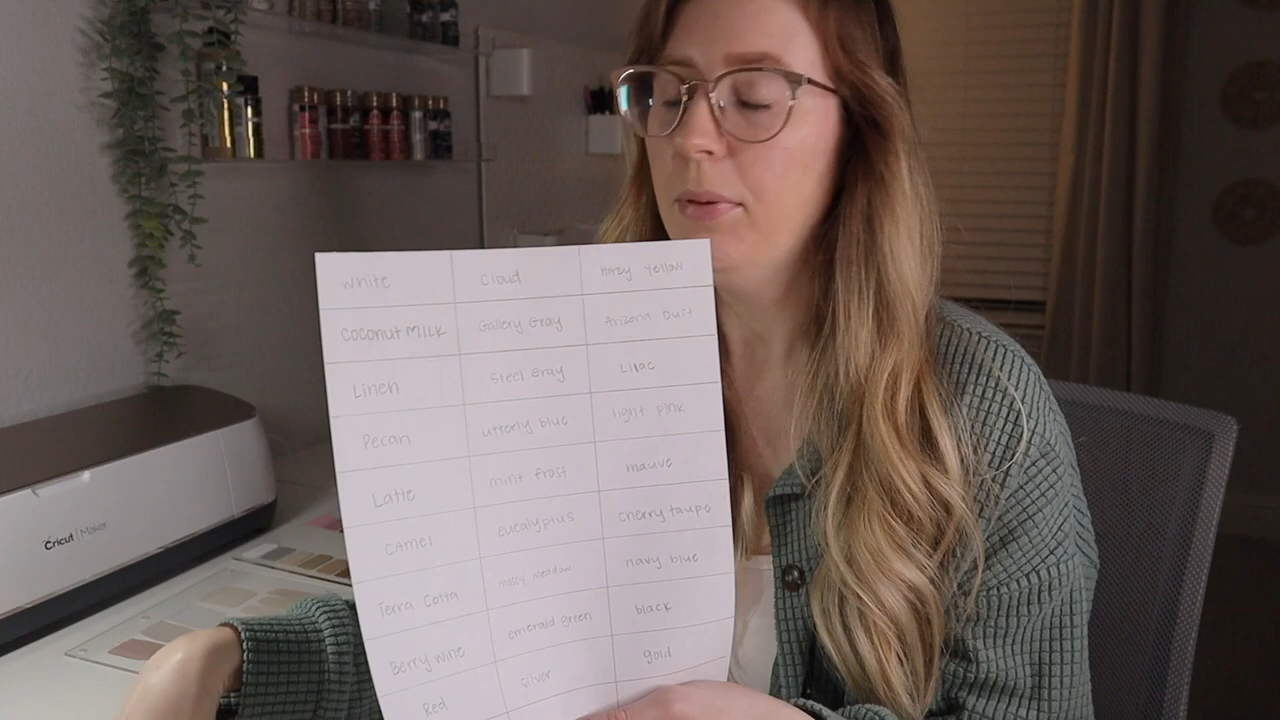 White Cloud Hazy Yellow
Coconut Milk Gallery Gray Arizona Dust
Linen Steel Gray Lilac
Pecan utterly blue light pink
Latte mint frost mauve
CAMEl eucalyptus cherry taupe
Terra Cotta mossy meadow navy blue
Berry Wine emerald green black
Red silver gold
Cricut | Maker